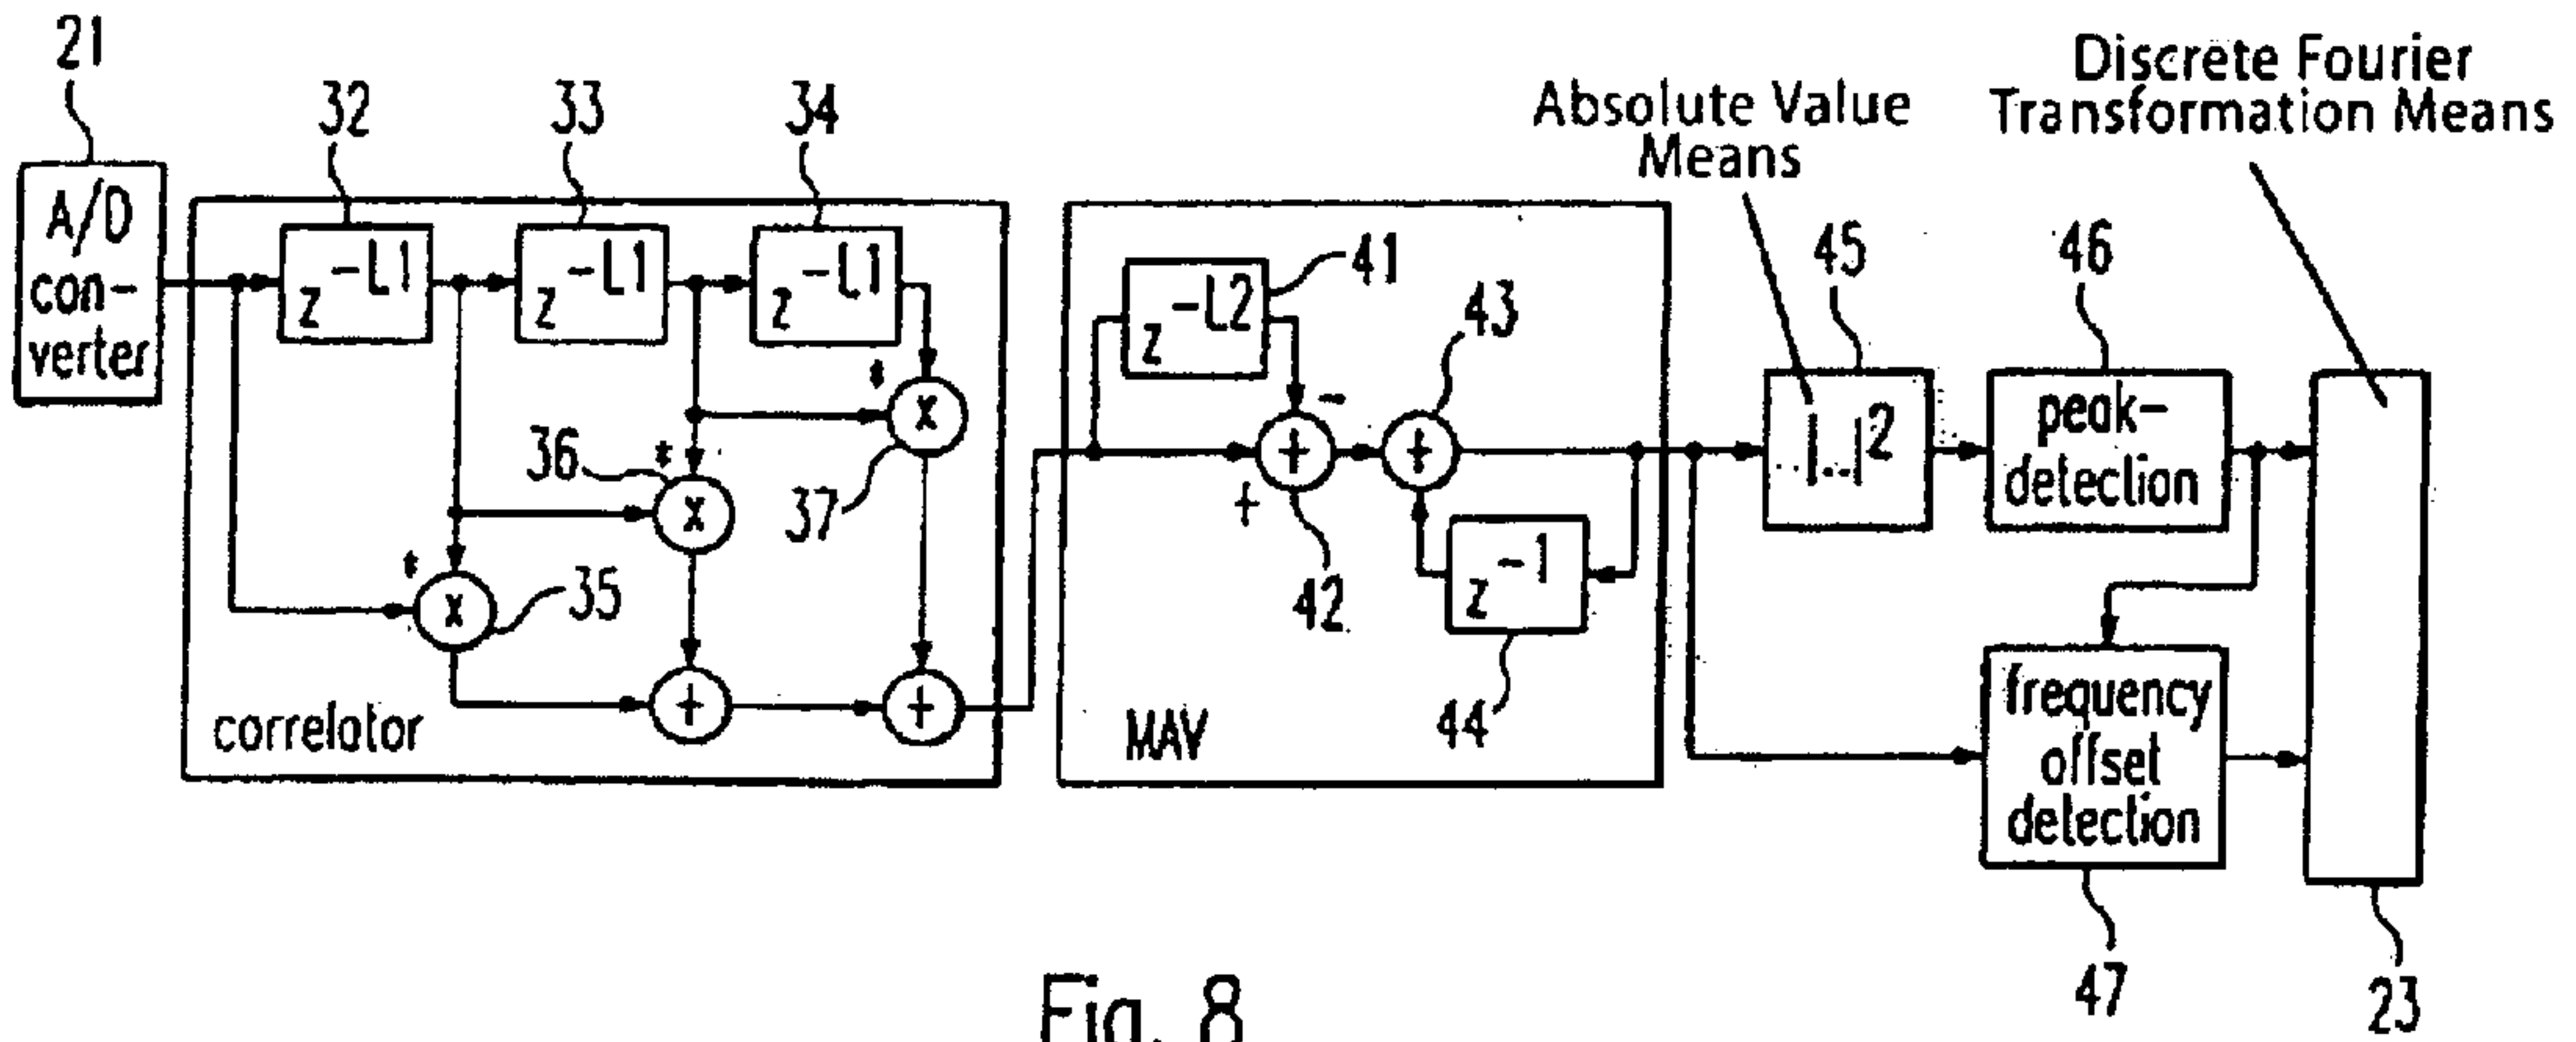 21
A/D
con-
verter
32
33
34
z^-L1
z^-L1
z^-L1
*
x
37
*
36
x
*
x
35
+
+
correlator
z^-L2
41
-
+
+
42
43
z^-1
44
MAV
Absolute Value
Means
45
|..|^2
46
peak-
detection
Discrete Fourier
Transformation Means
frequency
offset
detection
47
23
Fig. 8